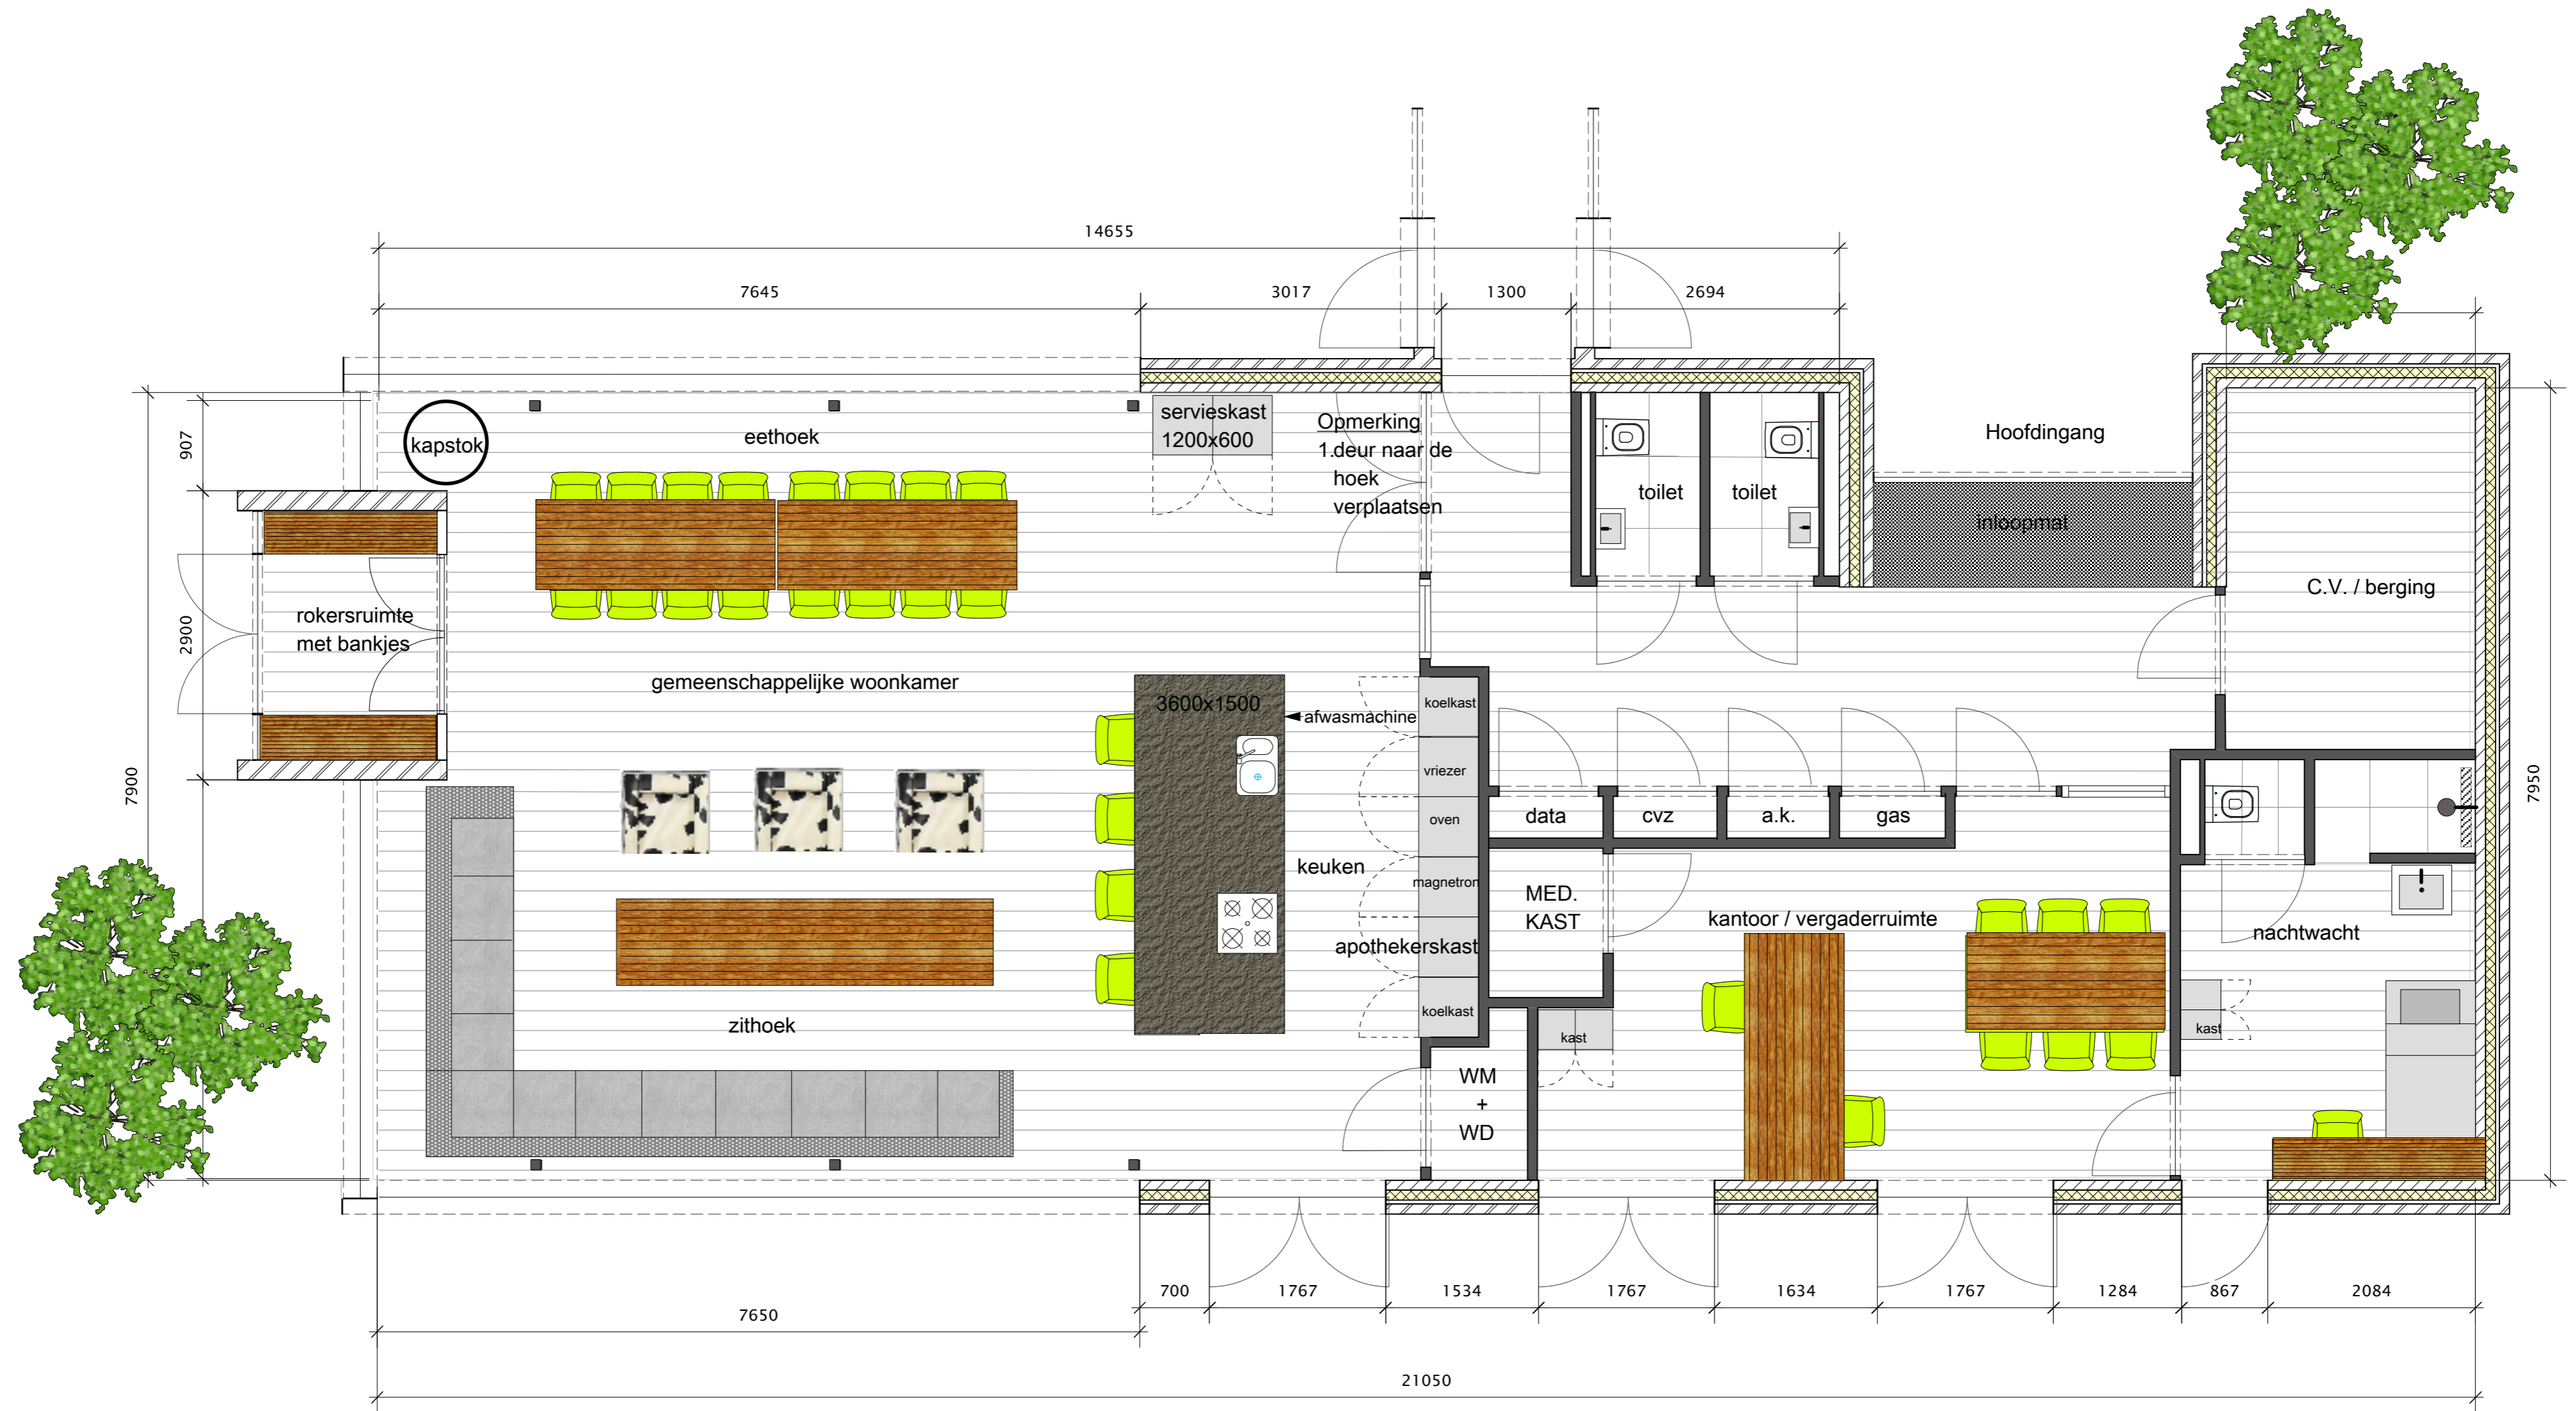 14655
7645
3017
1300
2694
907
2900
7900
7950
kapstok
eethoek
servieskast
1200x600
Opmerking
1.deur naar de
hoek
verplaatsen
toilet
toilet
Hoofdingang
inloopmat
C.V. / berging
rokersruimte
met bankjes
gemeenschappelijke woonkamer
3600x1500
afwasmachine
koelkast
vriezer
oven
magnetron
apothekerskast
koelkast
keuken
data
cvz
a.k.
gas
MED.
KAST
kantoor / vergaderruimte
nachtwacht
kast
kast
zithoek
WM
+
WD
700
1767
1534
1767
1634
1767
1284
867
2084
7650
21050